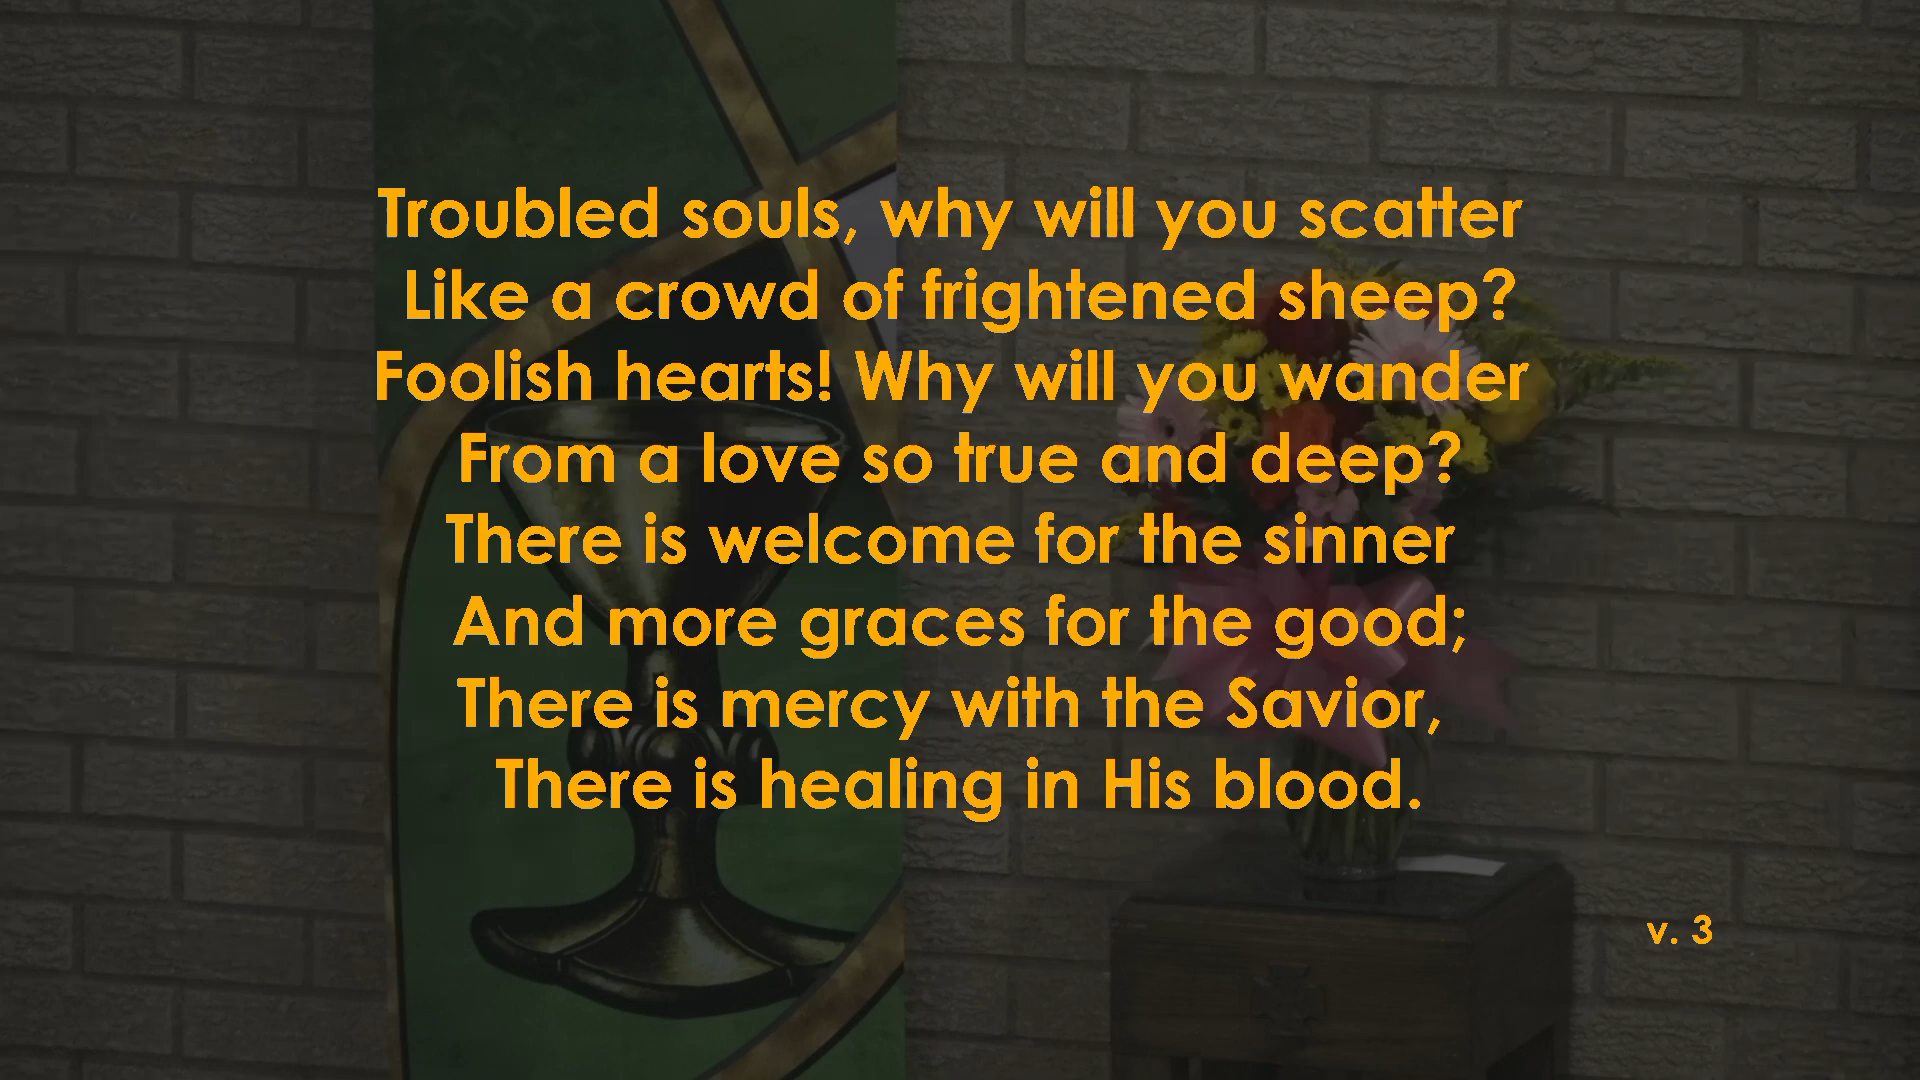 Troubled souls, why will you scatter
Like a crowd of frightened sheep?
Foolish hearts! Why will you wander
From a love so true and deep?
There is welcome for the sinner
And more graces for the good;
There is mercy with the Savior,
There is healing in His blood.
v. 3